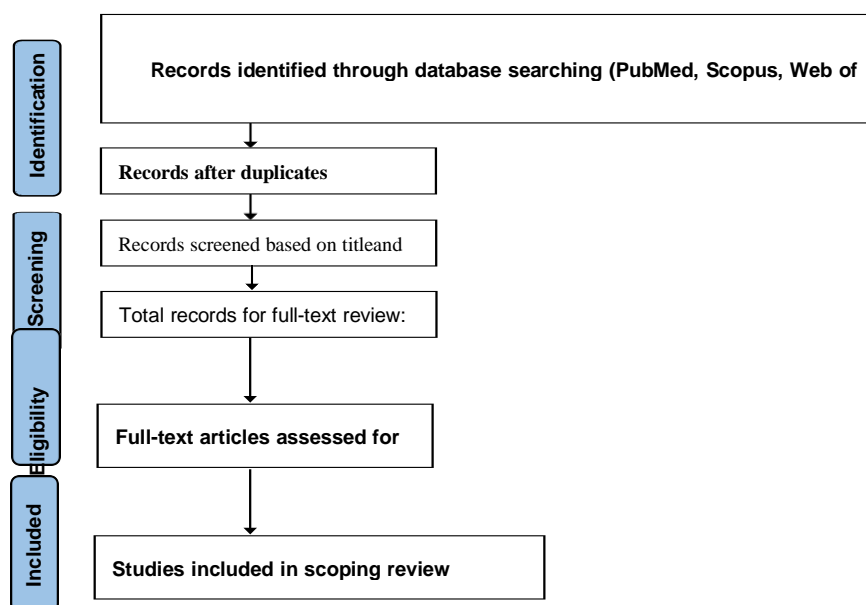 Identification
Records identified through database searching (PubMed, Scopus, Web of
Records after duplicates
Screening
Records screened based on titleand
Total records for full-text review:
Eligibility
Full-text articles assessed for
Included
Studies included in scoping review